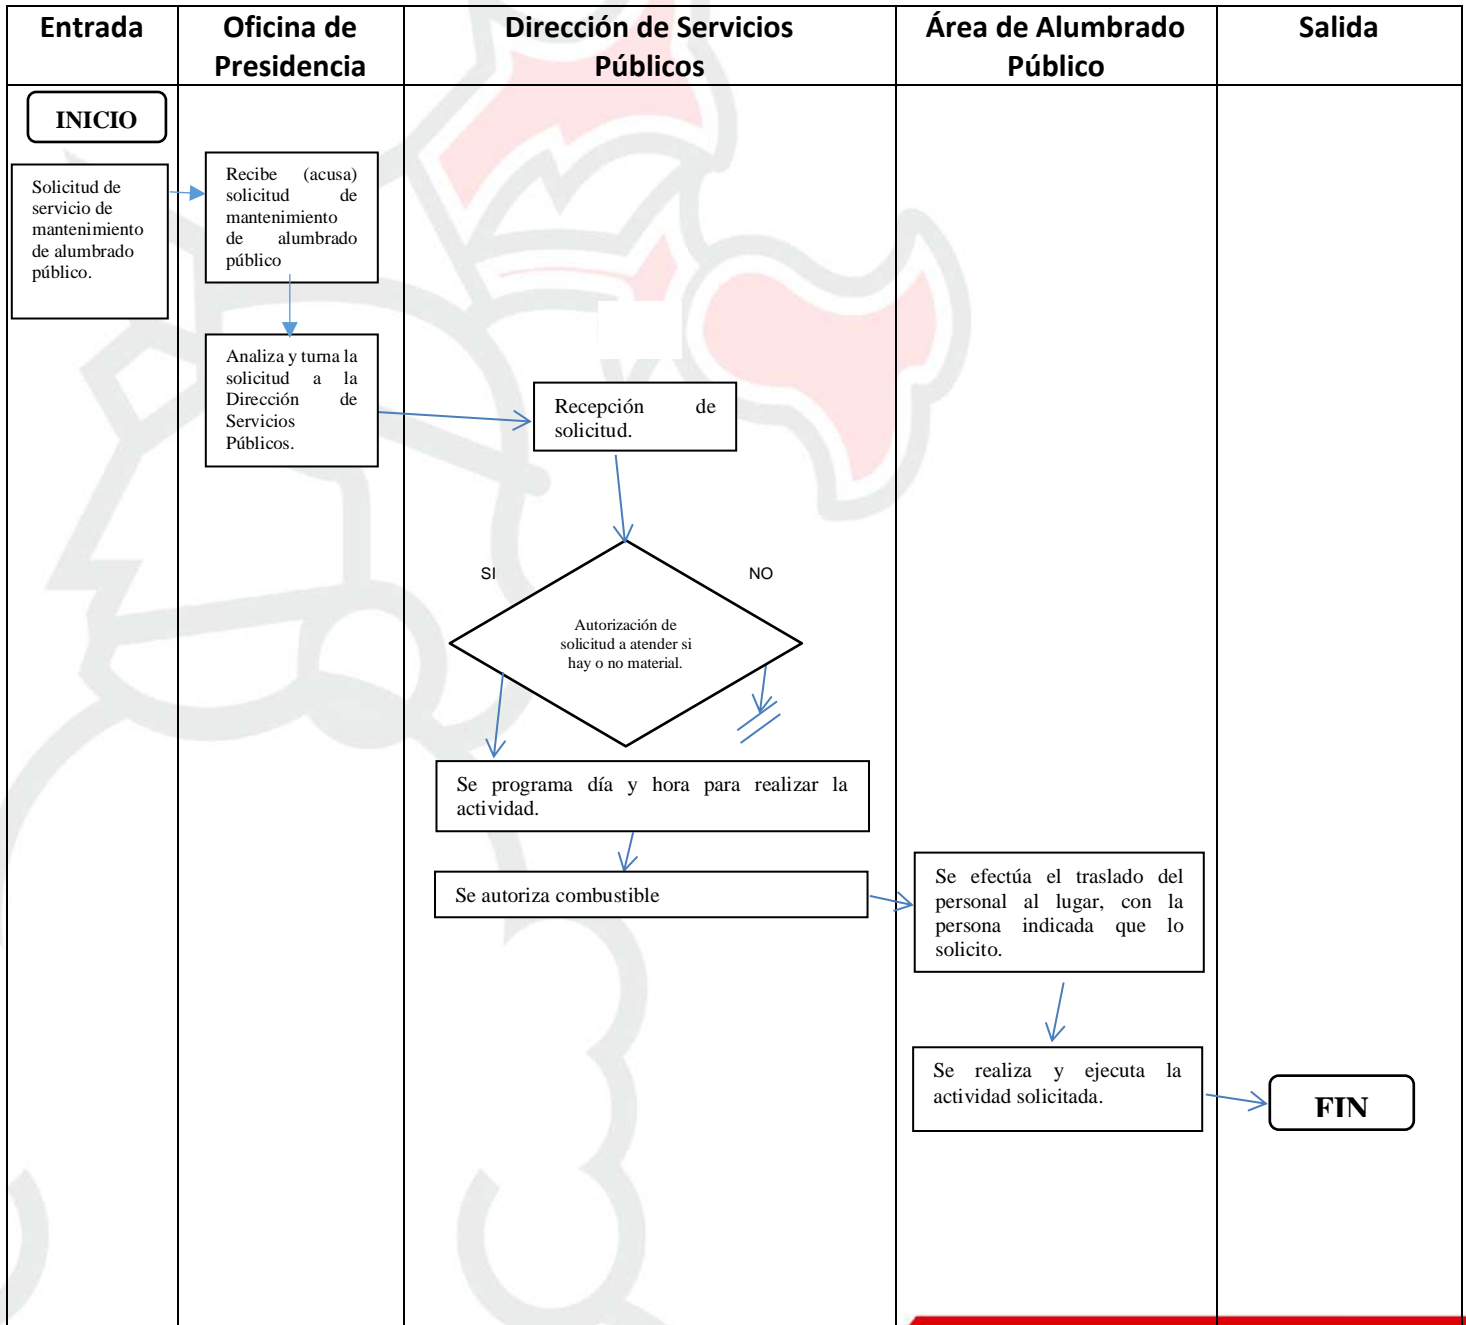 Entrada
Oficina de
Presidencia
Dirección de Servicios
Públicos
Área de Alumbrado
Público
Salida
INICIO
Solicitud de
servicio de
mantenimiento
de alumbrado
público.
Recibe (acusa)
solicitud de
mantenimiento
de alumbrado
público
Analiza y turna la
solicitud a la
Dirección de
Servicios
Públicos.
Recepción de
solicitud.
SI
NO
Autorización de
solicitud a atender si
hay o no material.
Se programa día y hora para realizar la
actividad.
Se autoriza combustible
Se efectúa el traslado del
personal al lugar, con la
persona indicada que lo
solicito.
Se realiza y ejecuta la
actividad solicitada.
FIN